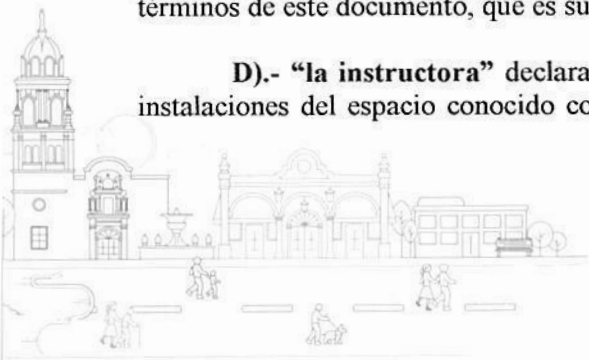 términos de este documento, que es su
D).- “la instructora” declara
instalaciones del espacio conocido co